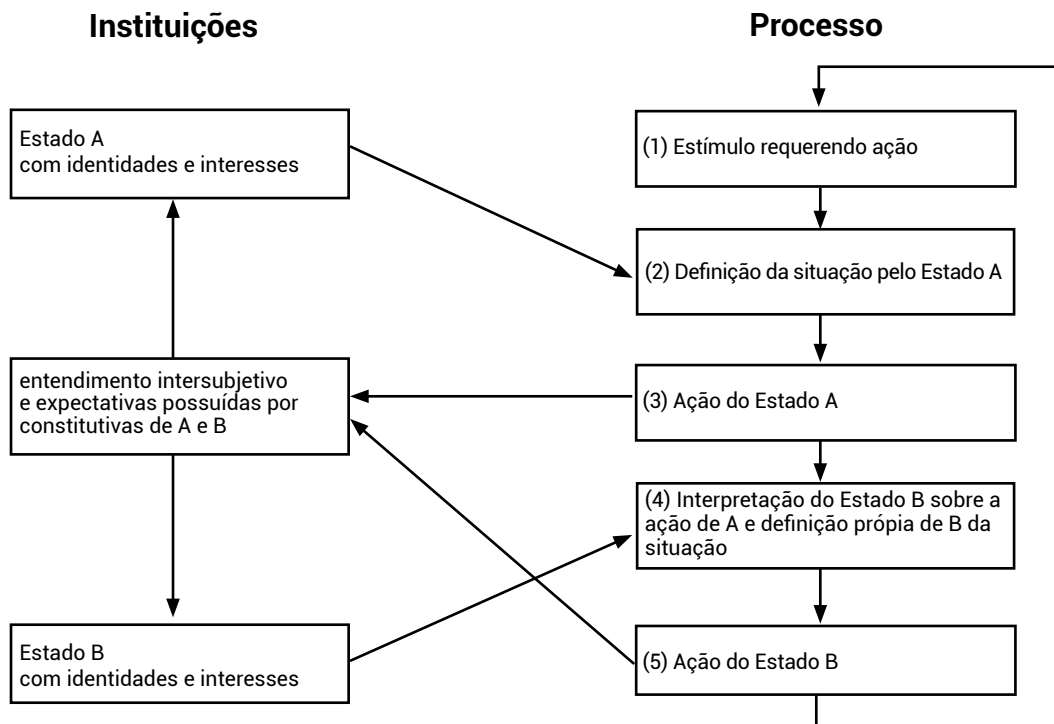 Instituições
Processo
Estado A
com identidades e interesses
entendimento intersubjetivo
e expectativas possuídas por
constitutivas de A e B
Estado B
com identidades e interesses
(1) Estímulo requerendo ação
(2) Definição da situação pelo Estado A
(3) Ação do Estado A
(4) Interpretação do Estado B sobre a
ação de A e definição própia de B da
situação
(5) Ação do Estado B